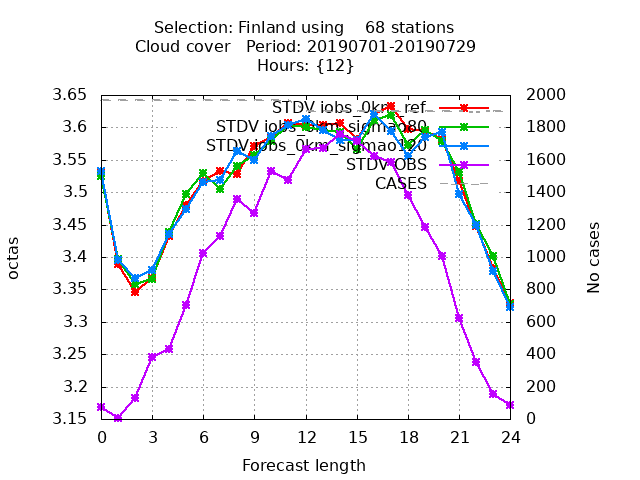 Selection: Finland using 68 stations
Cloud cover Period: 20190701-20190729
Hours: {12}
3.65
3.6
3.55
3.5
3.45
3.4
3.35
3.3
3.25
3.2
3.15
octas
2000
1800
1600
1400
1200
1000
800
600
400
200
0
No cases
STDV iobs_0km_ref
STDV iobs_0km_sigmao80
STDV iobs_0km_sigmao120
STDV OBS
CASES
0 3 6 9 12 15 18 21 24
Forecast length